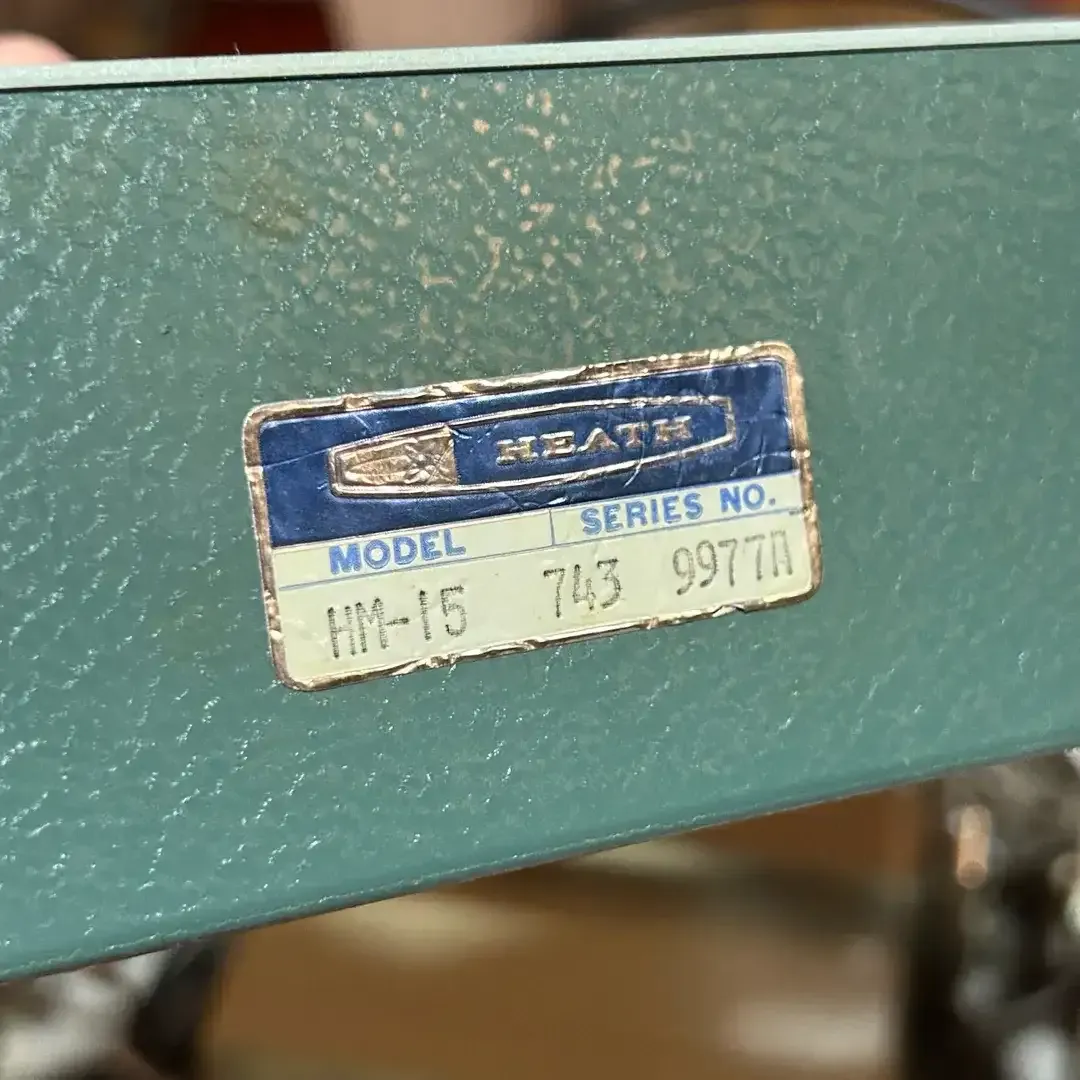 HEATH
MODEL SERIES NO.
HM-15 743 9977A